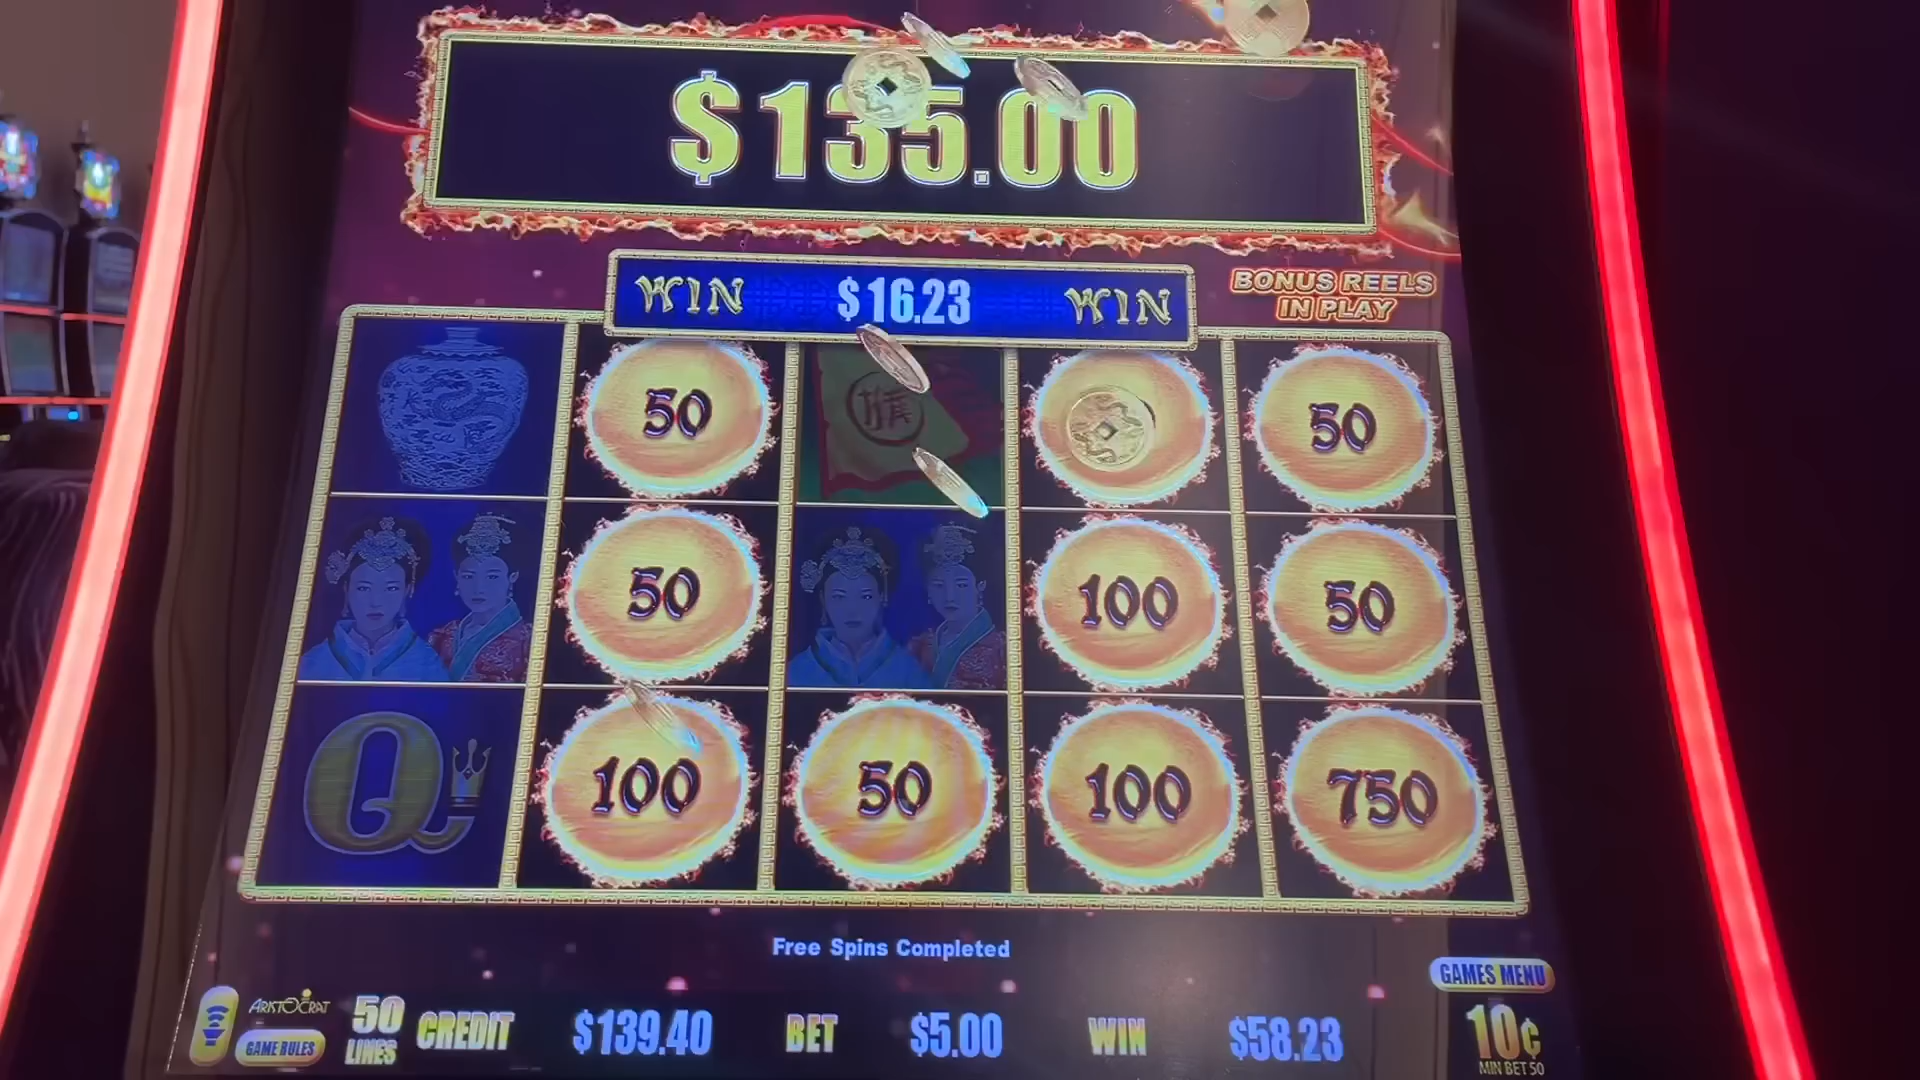 $135.00
WIN $16.23 WIN
BONUS REELS
IN PLAY
50
50
50
100
50
100
50
100
750
Q
Free Spins Completed
GAMES MENU
ARISTOCRAT
GAME RULES
50
LINES
CREDIT $139.40 BET $5.00 WIN $58.23
10¢
MIN BET 50